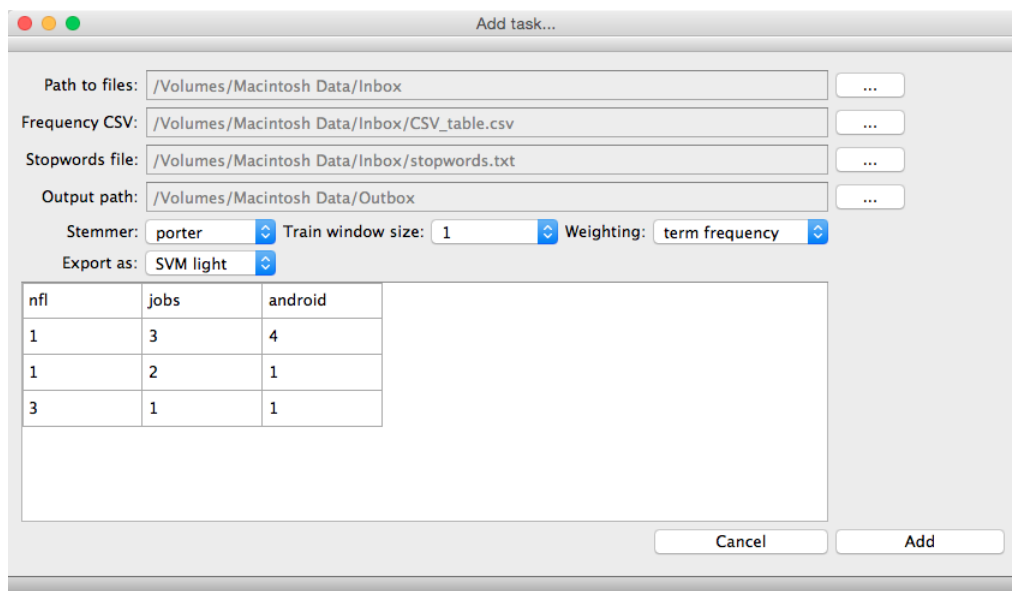 Add task...
Path to files: /Volumes/Macintosh Data/Inbox ...
Frequency CSV: /Volumes/Macintosh Data/Inbox/CSV_table.csv ...
Stopwords file: /Volumes/Macintosh Data/Inbox/stopwords.txt ...
Output path: /Volumes/Macintosh Data/Outbox ...
Stemmer: porter Train window size: 1 Weighting: term frequency
Export as: SVM light
nfl jobs android
1 3 4
1 2 1
3 1 1
Cancel Add